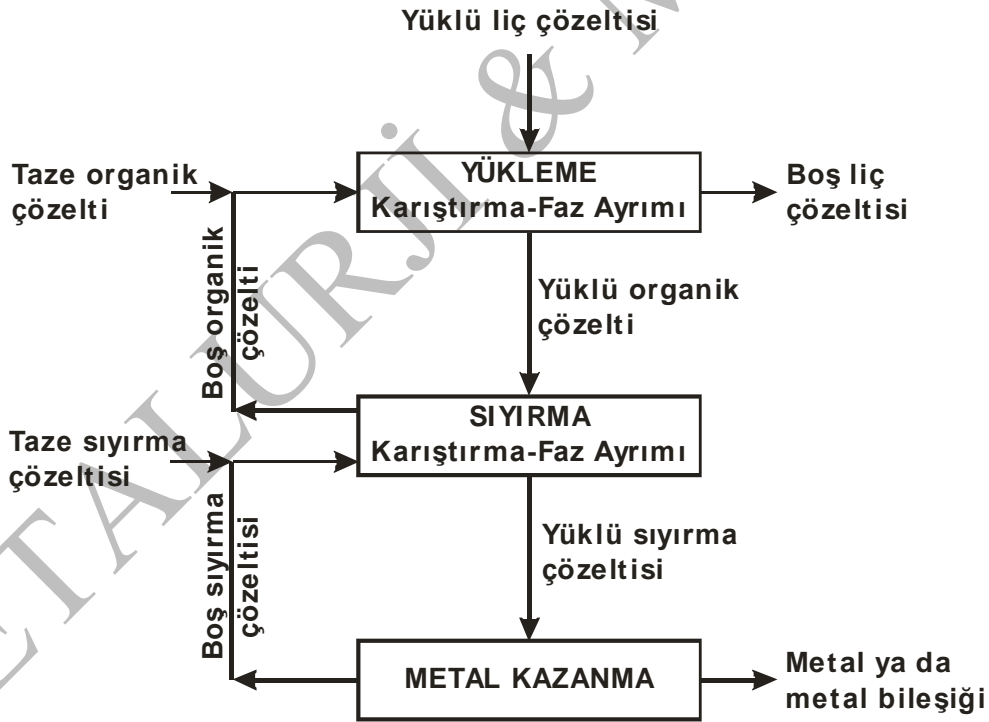 Yüklü liç çözeltisi
Taze organik
çözelti
YÜKLEME
Karıştırma-Faz Ayrımı
Boş liç
çözeltisi
Boş organik
çözelti
Yüklü organik
çözelti
SIYIRMA
Karıştırma-Faz Ayrımı
Taze sıyırma
çözeltisi
Boş sıyırma
çözeltisi
Yüklü sıyırma
çözeltisi
METAL KAZANMA
Metal ya da
metal bileşiği
ETALURJİ &